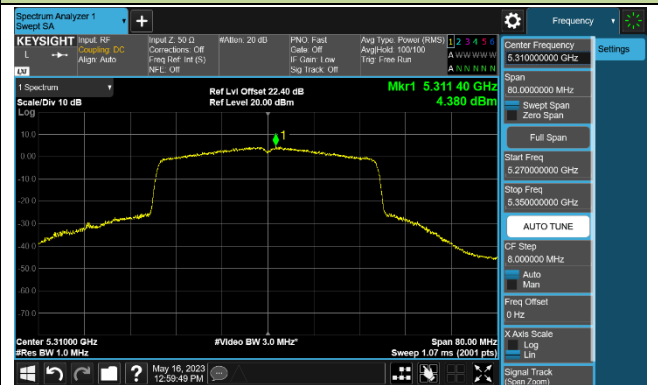 Spectrum Analyzer 1
Swept SA
Frequency
KEYSIGHT
L
LXI
Input: RF
Coupling: DC
Align: Auto
Input Z: 50 Ω
Corrections: Off
Freq Ref: Int (S)
NFE: Off
#Atten: 20 dB
PNO: Fast
Gate: Off
IF Gain: Low
Sig Track: Off
Avg Type: Power (RMS)
Avg|Hold: 100/100
Trig: Free Run
1 2 3 4 5 6
A W W W W W
A N N N N N
1 Spectrum
Scale/Div 10 dB
Log
Ref Lvl Offset 22.40 dB
Ref Level 20.00 dBm
Mkr1 5.311 40 GHz
4.380 dBm
1
10.0
0.00
-10.0
-20.0
-30.0
-40.0
-50.0
-60.0
-70.0
Center 5.31000 GHz
#Res BW 1.0 MHz
#Video BW 3.0 MHz*
Span 80.00 MHz
Sweep 1.07 ms (2001 pts)
May 16, 2023
12:59:49 PM
Center Frequency
5.310000000 GHz
Settings
Span
80.0000000 MHz
Swept Span
Zero Span
Full Span
Start Freq
5.270000000 GHz
Stop Freq
5.350000000 GHz
AUTO TUNE
CF Step
8.000000 MHz
Auto
Man
Freq Offset
0 Hz
X Axis Scale
Log
Lin
Signal Track
(Span Zoom)